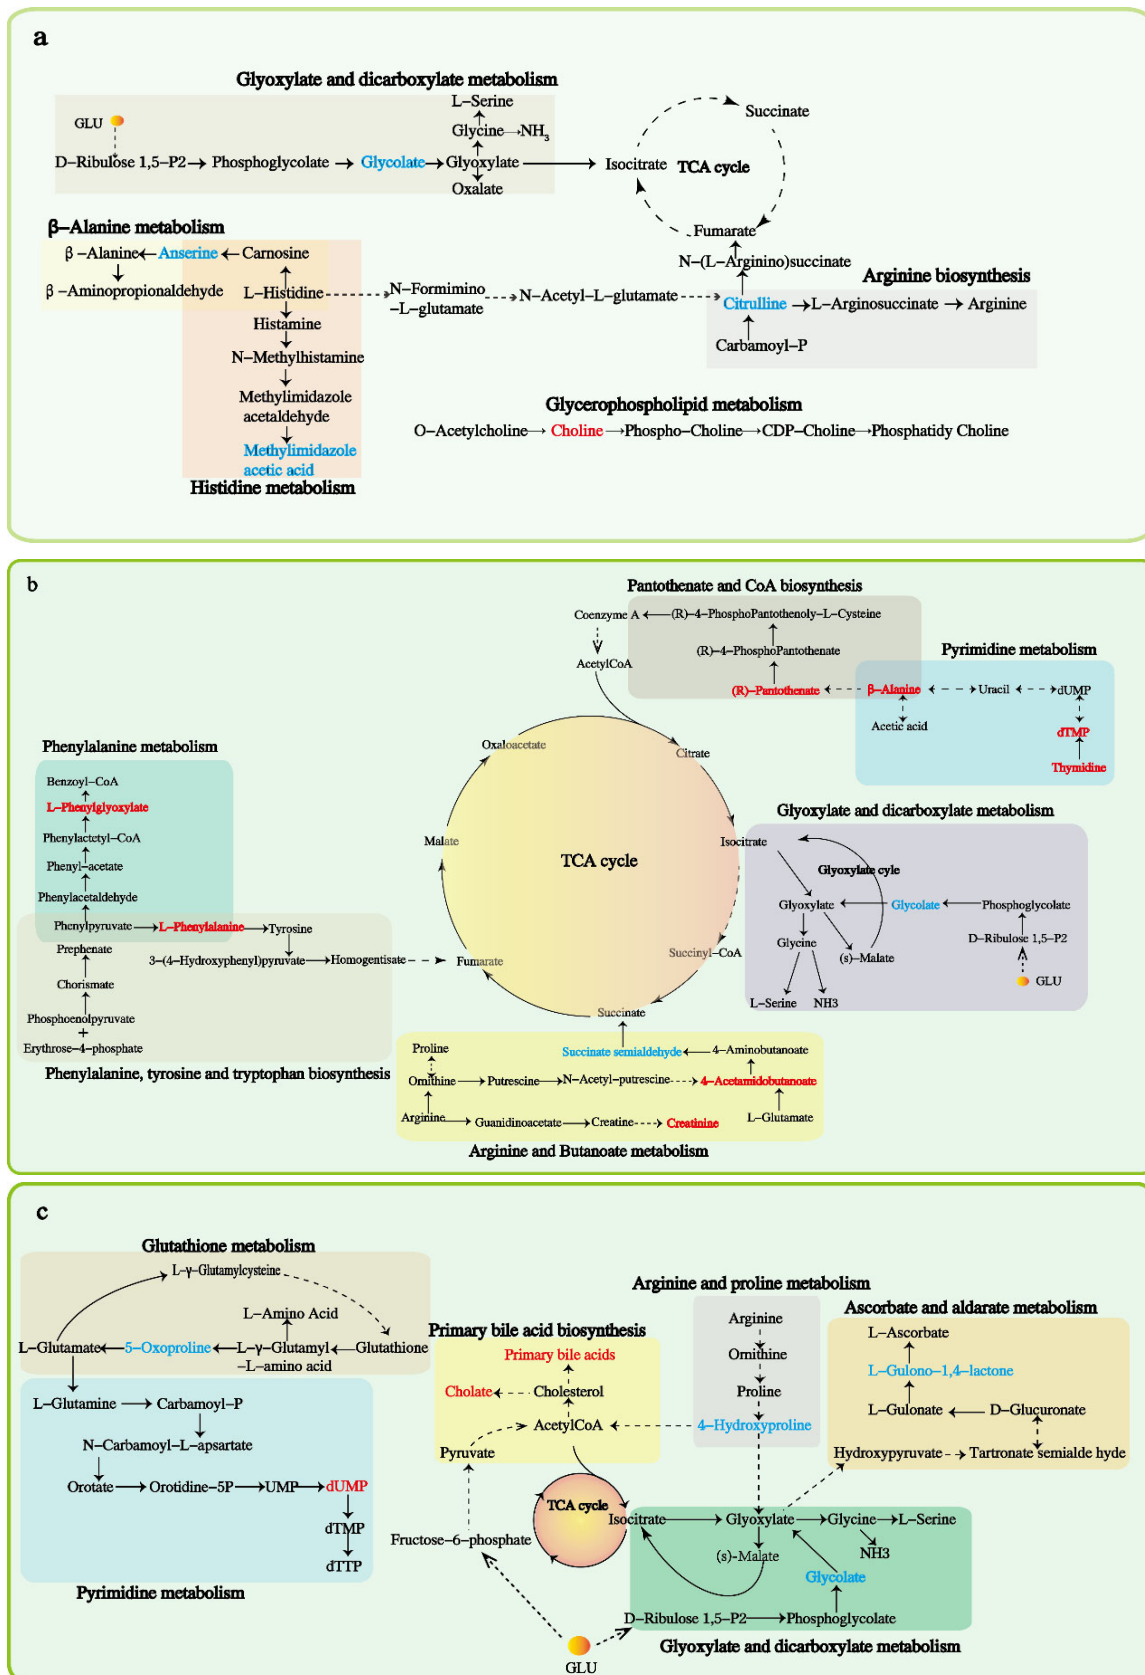 a
Glyoxylate and dicarboxylate metabolism
L-Serine
GLU
Glycine→NH3
D-Ribulose 1,5-P2 → Phosphoglycolate → Glycolate → Glyoxylate → Isocitrate
Oxalate
Succinate
TCA cycle
Fumarate
β-Alanine metabolism
β-Alanine ← Anserine ← Carnosine
N-(L-Arginino)succinate
β-Aminopropionaldehyde
L-Histidine
N-Formimino
-L-glutamate
N-Acetyl-L-glutamate
Arginine biosynthesis
Citrulline → L-Arginosuccinate → Arginine
Carbamoyl-P
Histamine
N-Methylhistamine
Methylimidazole
acetaldehyde
Methylimidazole
acetic acid
Histidine metabolism
Glycerophospholipid metabolism
O-Acetylcholine→ Choline →Phospho-Choline→CDP-Choline→Phosphatidy Choline
b
Pantothenate and CoA biosynthesis
Coenzyme A ← (R)-4-PhosphoPantothenoly-L-Cysteine
(R)-4-PhosphoPantothenate
AcetylCoA
(R)-Pantothenate
Pyrimidine metabolism
β-Alanine
Uracil
dUMP
Acetic acid
dTMP
Thymidine
Oxaloacetate
Citrate
Isocitrate
Malate
TCA cycle
Succinyl-CoA
Fumarate
Succinate
Phenylalanine metabolism
Benzoyl-CoA
L-Phenylglyoxylate
Phenylactetyl-CoA
Phenyl-acetate
Phenylacetaldehyde
Phenylpyruvate → L-Phenylalanine → Tyrosine
Prephenate
3-(4-Hydroxyphenyl)pyruvate → Homogentisate
Chorismate
Phosphoenolpyruvate
+
Erythrose-4-phosphate
Phenylalanine, tyrosine and tryptophan biosynthesis
Glyoxylate and dicarboxylate metabolism
Glyoxylate cyle
Glyoxylate
Glycolate
Phosphoglycolate
Glycine
(s)-Malate
D-Ribulose 1,5-P2
L-Serine
NH3
GLU
Proline
Succinate semialdehyde
4-Aminobutanoate
Ornithine
Putrescine
N-Acetyl-putrescine
4-Acetamidobutanoate
Arginine
Guanidinoacetate
Creatine
Creatinine
L-Glutamate
Arginine and Butanoate metabolism
c
Glutathione metabolism
L-γ-Glutamylcysteine
L-Amino Acid
L-Glutamate
5-Oxoproline
L-γ-Glutamyl
-L-amino acid
Glutathione
L-Glutamine
Carbamoyl-P
N-Carbamoyl-L-apsartate
Orotate
Orotidine-5P
UMP
dUMP
dTMP
dTTP
Pyrimidine metabolism
Primary bile acid biosynthesis
Primary bile acids
Cholate
Cholesterol
AcetylCoA
Pyruvate
Fructose-6-phosphate
TCA cycle
Arginine and proline metabolism
Arginine
Ornithine
Proline
4-Hydroxyproline
Ascorbate and aldarate metabolism
L-Ascorbate
L-Gulono-1,4-lactone
L-Gulonate
D-Glucuronate
Hydroxypyruvate
Tartronate semialde hyde
Isocitrate
Glyoxylate
Glycine
L-Serine
(s)-Malate
NH3
Glycolate
D-Ribulose 1,5-P2
Phosphoglycolate
Glyoxylate and dicarboxylate metabolism
GLU